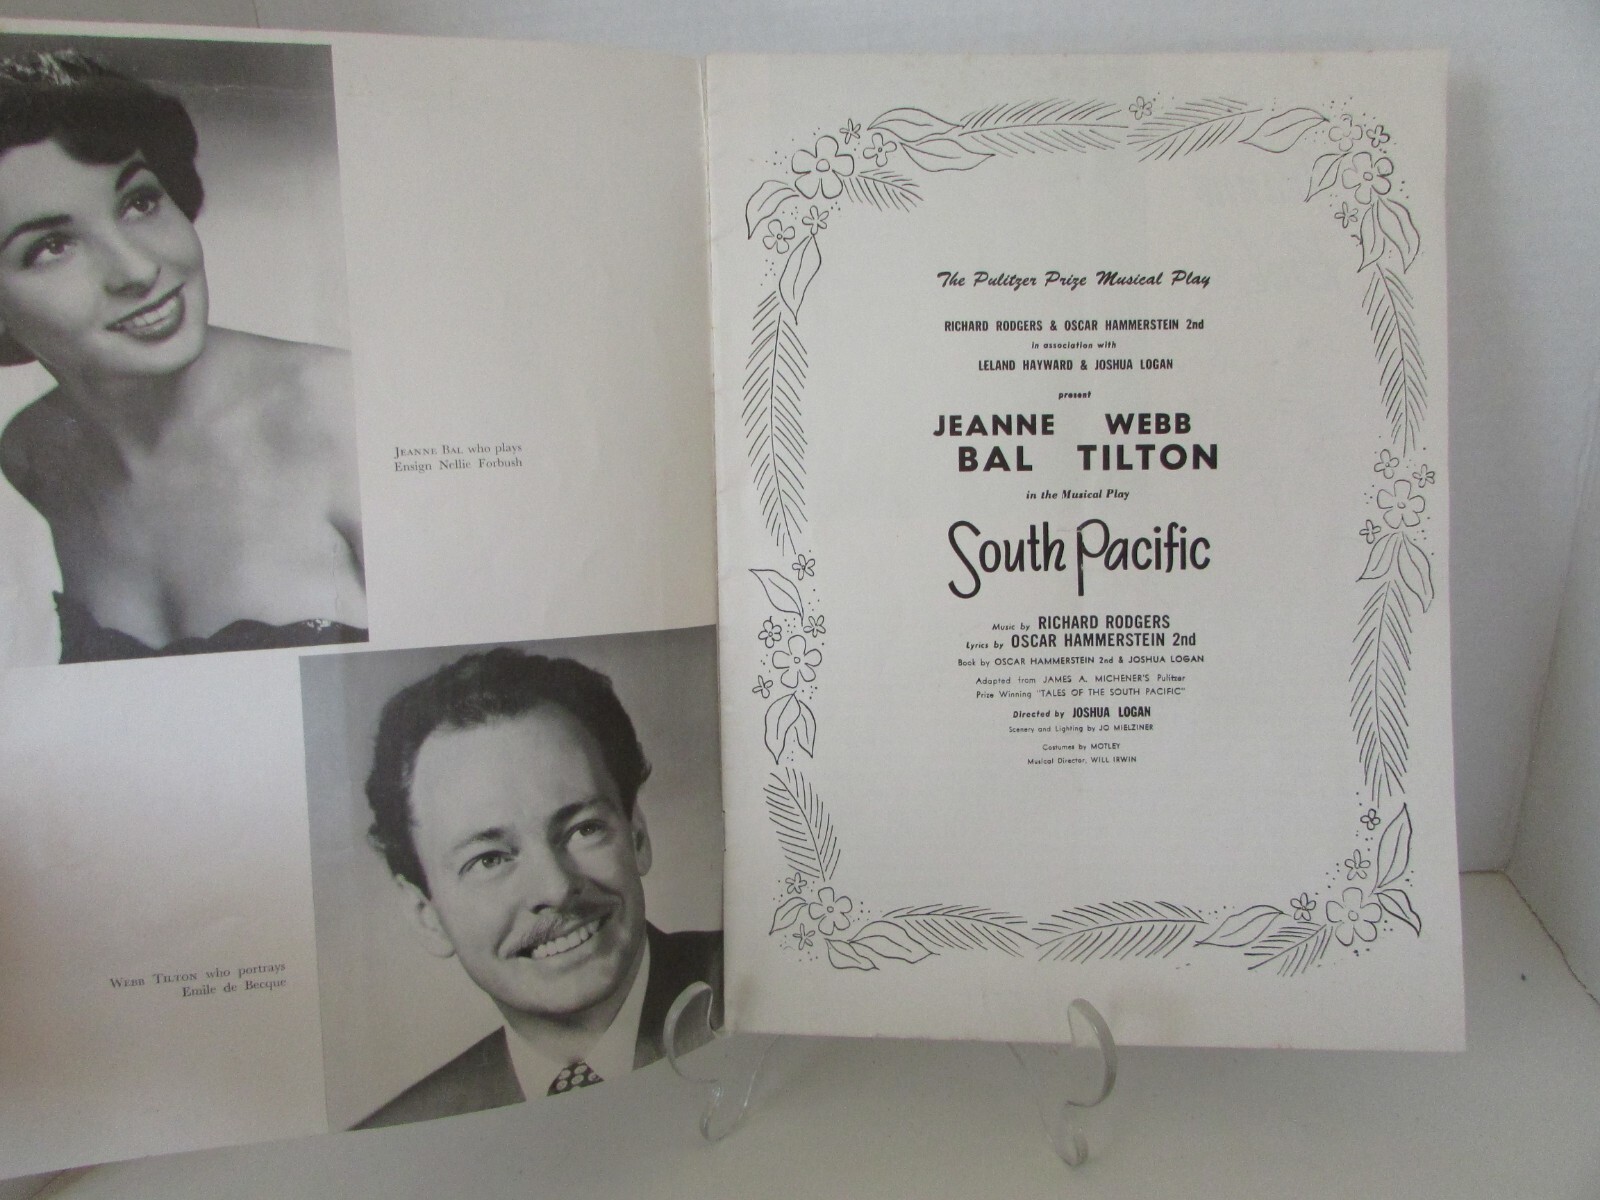 JEANNE BAL who plays
Ensign Nellie Forbush
WEBB TILTON who portrays
Emile de Becque
The Pulitzer Prize Musical Play
RICHARD RODGERS & OSCAR HAMMERSTEIN 2nd
in association with
LELAND HAYWARD & JOSHUA LOGAN
present
JEANNE WEBB
BAL TILTON
in the Musical Play
South Pacific
Music by RICHARD RODGERS
Lyrics by OSCAR HAMMERSTEIN 2nd
Book by OSCAR HAMMERSTEIN 2nd & JOSHUA LOGAN
Adapted from JAMES A. MICHENER'S Pulitzer
Prize Winning "TALES OF THE SOUTH PACIFIC"
Directed by JOSHUA LOGAN
Scenery and Lighting by JO MIELZINER
Costumes by MOTLEY
Musical Director, WILL IRWIN